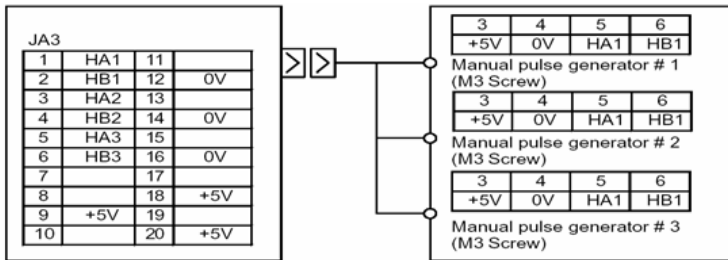 JA3
1 HA1 11
2 HB1 12 0V
3 HA2 13
4 HB2 14 0V
5 HA3 15
6 HB3 16 0V
7 17
8 18 +5V
9 +5V 19
10 20 +5V
3 4 5 6
+5V 0V HA1 HB1
Manual pulse generator # 1
(M3 Screw)
3 4 5 6
+5V 0V HA1 HB1
Manual pulse generator # 2
(M3 Screw)
3 4 5 6
+5V 0V HA1 HB1
Manual pulse generator # 3
(M3 Screw)